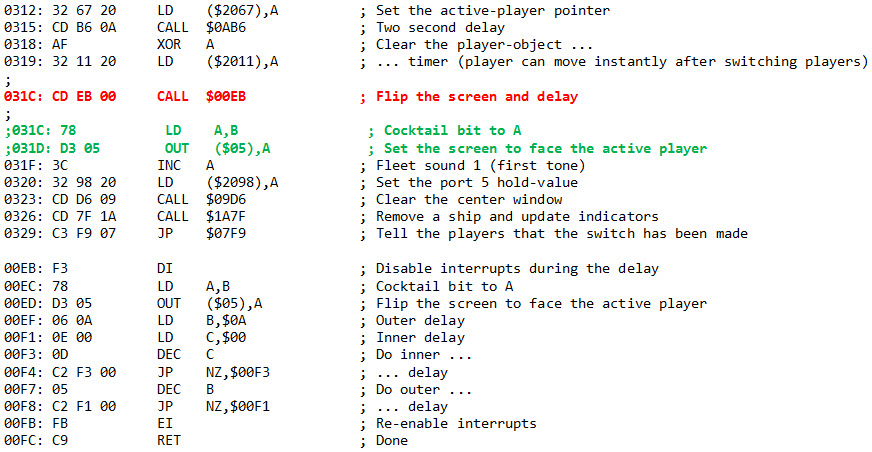 0312: 32 67 20 LD ($2067),A ; Set the active-player pointer
0315: CD B6 0A CALL $0AB6 ; Two second delay
0318: AF XOR A ; Clear the player-object ...
0319: 32 11 20 LD ($2011),A ; ... timer (player can move instantly after switching players)
;
031C: CD EB 00 CALL $00EB ; Flip the screen and delay
;
;031C: 78 LD A,B ; Cocktail bit to A
;031D: D3 05 OUT ($05),A ; Set the screen to face the active player
031F: 3C INC A ; Fleet sound 1 (first tone)
0320: 32 98 20 LD ($2098),A ; Set the port 5 hold-value
0323: CD D6 09 CALL $09D6 ; Clear the center window
0326: CD 7F 1A CALL $1A7F ; Remove a ship and update indicators
0329: C3 F9 07 JP $07F9 ; Tell the players that the switch has been made
00EB: F3 DI ; Disable interrupts during the delay
00EC: 78 LD A,B ; Cocktail bit to A
00ED: D3 05 OUT ($05),A ; Flip the screen to face the active player
00EF: 06 0A LD B,$0A ; Outer delay
00F1: 0E 00 LD C,$00 ; Inner delay
00F3: 0D DEC C ; Do inner ...
00F4: C2 F3 00 JP NZ,$00F3 ; ... delay
00F7: 05 DEC B ; Do outer ...
00F8: C2 F1 00 JP NZ,$00F1 ; ... delay
00FB: FB EI ; Re-enable interrupts
00FC: C9 RET ; Done